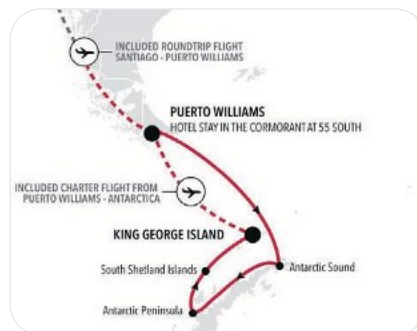 INCLUDED ROUNDTRIP FLIGHT
SANTIAGO - PUERTO WILLIAMS
PUERTO WILLIAMS
HOTEL STAY IN THE CORMORANT AT 55 SOUTH
INCLUDED CHARTER FLIGHT FROM
PUERTO WILLIAMS - ANTARCTICA
KING GEORGE ISLAND
South Shetland Islands
Antarctic Sound
Antarctic Peninsula